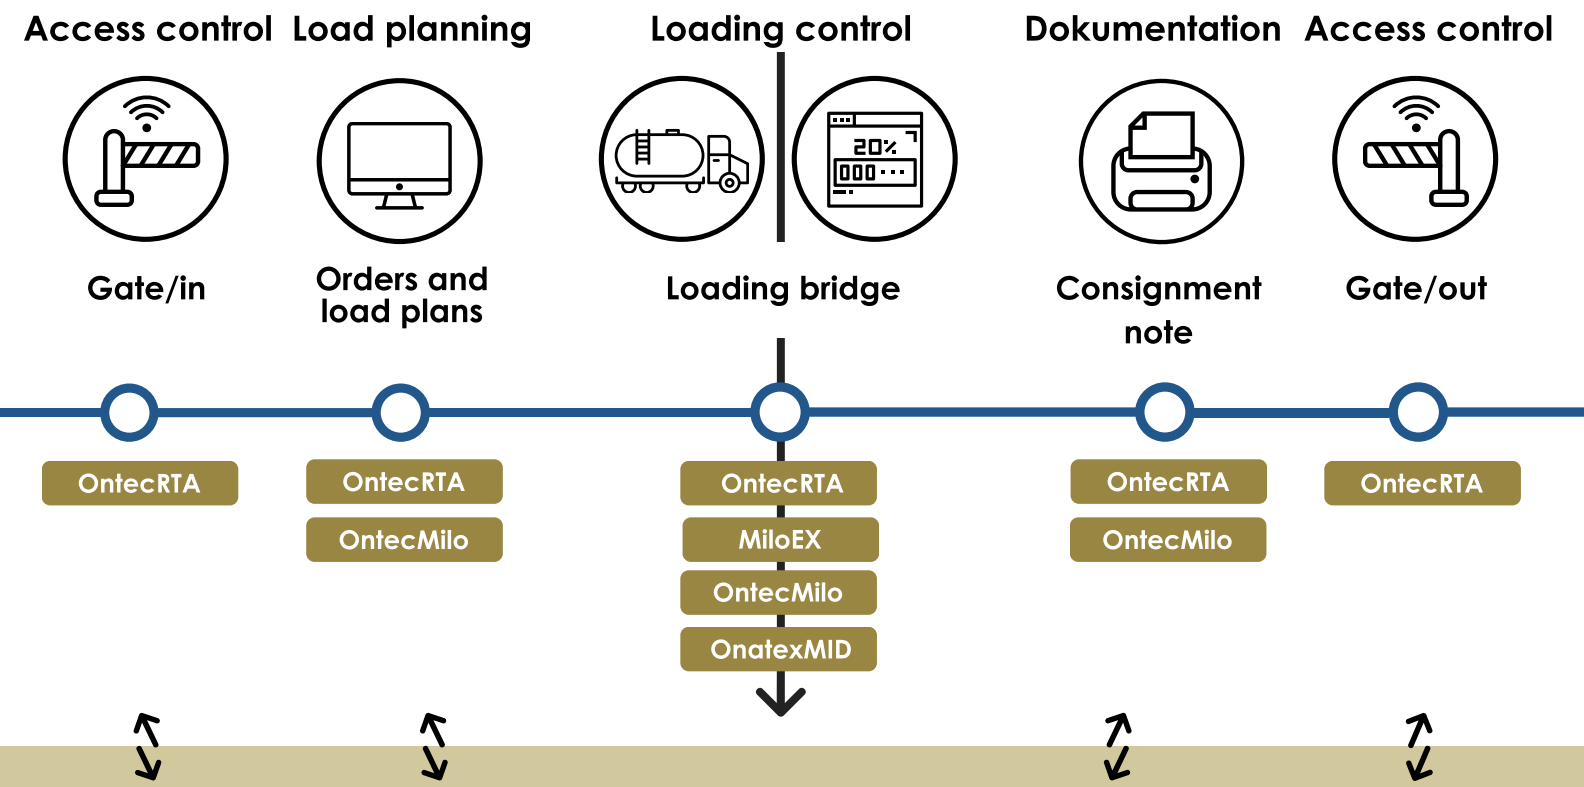 Access control
Load planning
Loading control
Dokumentation
Access control
20%
000...
Gate/in
Orders and
load plans
Loading bridge
Consignment
note
Gate/out
OntecRTA
OntecRTA
OntecMilo
OntecRTA
MiloEX
OntecMilo
OnatexMID
OntecRTA
OntecMilo
OntecRTA